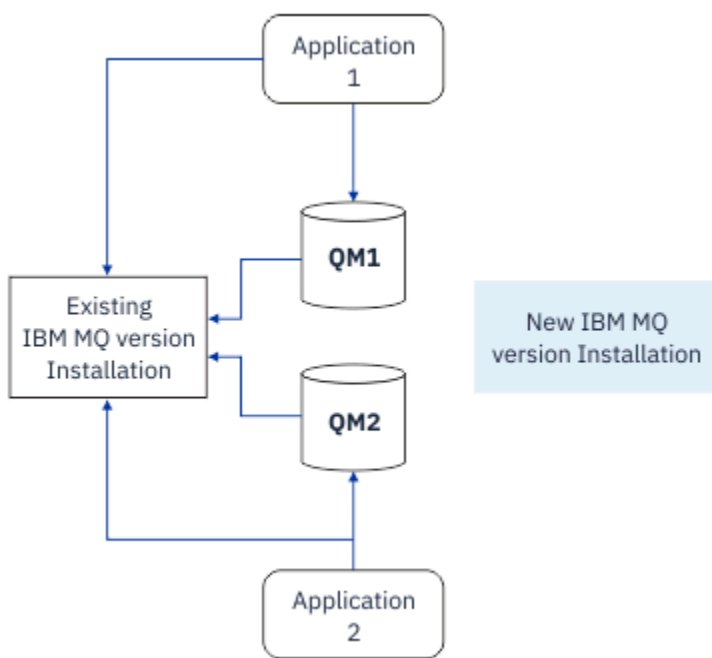 Application
1
QM1
Existing
IBM MQ version
Installation
New IBM MQ
version Installation
QM2
Application
2